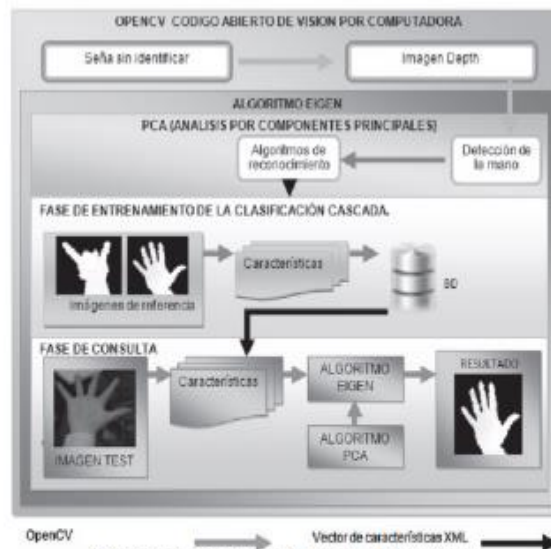 OPENCV CODIGO ABIERTO DE VISION POR COMPUTADORA
Seña sin identificar
Imagen Depth
ALGORITMO EIGEN
PCA (ANALISIS POR COMPONENTES PRINCIPALES)
Algoritmos de
reconocimiento
Detección de
la mano
FASE DE ENTRENAMIENTO DE LA CLASIFICACIÓN CASCADA.
Características
BD
Imágenes de referencia
FASE DE CONSULTA
Características
ALGORITMO
EIGEN
RESULTADO
ALGORITMO
PCA
IMAGEN TEST
OpenCV
Vector de características XML